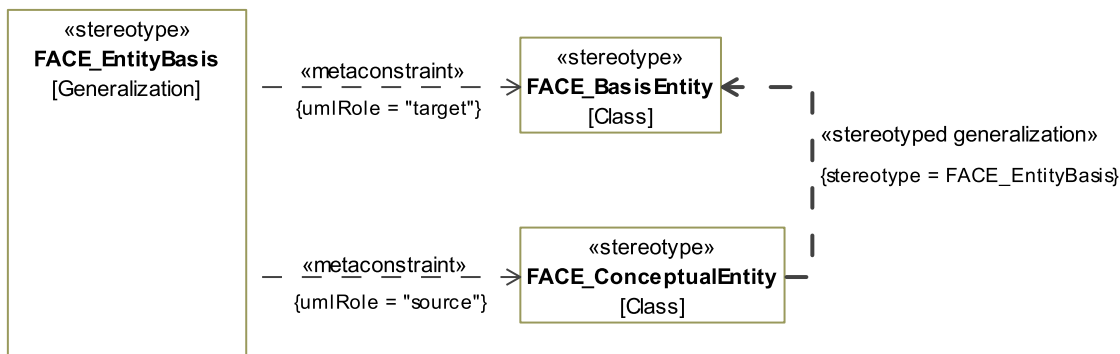 «stereotype»
FACE_EntityBasis
[Generalization]
«metaconstraint»
{umlRole = "target"}
«stereotype»
FACE_BasisEntity
[Class]
«stereotyped generalization»
{stereotype = FACE_EntityBasis}
«metaconstraint»
{umlRole = "source"}
«stereotype»
FACE_ConceptualEntity
[Class]